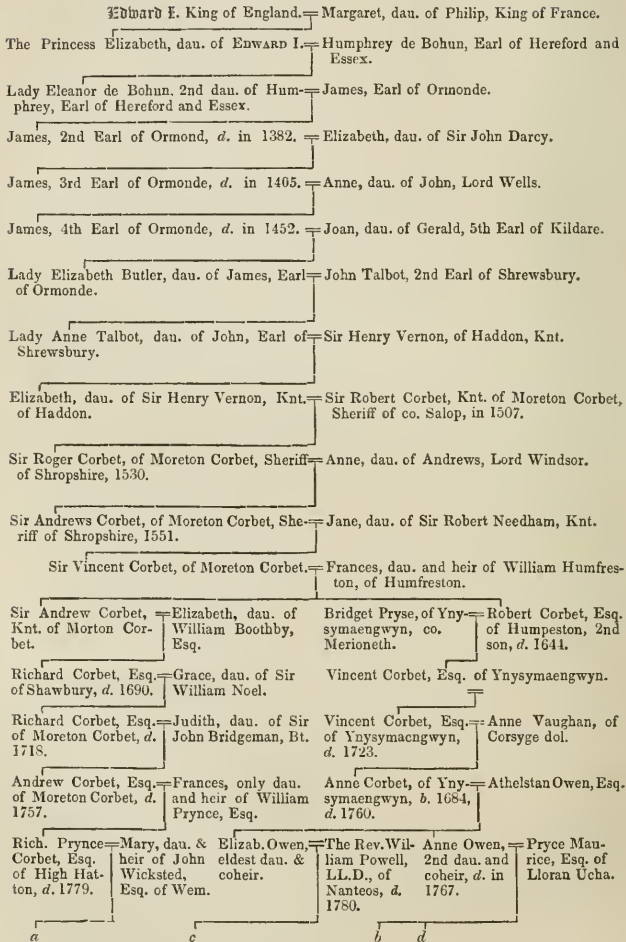 Edward I. King of England. Margaret, dau. of Philip, King of France.
The Princess Elizabeth, dau. of EDWARD I. Humphrey de Bohun, Earl of Hereford and
Essex.
Lady Eleanor de Bohun. 2nd dau. of Hum- James, Earl of Ormonde.
phrey, Earl of Hereford and Essex.
James, 2nd Earl of Ormond, d. in 1382. Elizabeth, dau. of Sir John Darcy.
James, 3rd Earl of Ormonde, d. in 1405. Anne, dau. of John, Lord Wells.
James, 4th Earl of Ormonde, d. in 1452. Joan, dau. of Gerald, 5th Earl of Kildare.
Lady Elizabeth Butler, dau. of James, Earl John Talbot, 2nd Earl of Shrewsbury.
of Ormonde.
Lady Anne Talbot, dau. of John, Earl of Sir Henry Vernon, of Haddon, Knt.
Shrewsbury.
Elizabeth, dau. of Sir Henry Vernon, Knt. Sir Robert Corbet, Knt. of Moreton Corbet,
of Haddon. Sheriff of co. Salop, in 1507.
Sir Roger Corbet, of Moreton Corbet, Sheriff Anne, dau. of Andrews, Lord Windsor.
of Shropshire, 1530.
Sir Andrews Corbet, of Moreton Corbet, She- Jane, dau. of Sir Robert Needham, Knt.
riff of Shropshire, 1551.
Sir Vincent Corbet, of Moreton Corbet. Frances, dau. and heir of William Humfres-
ton, of Humfreston.
Sir Andrew Corbet, Elizabeth, dau. of Bridget Pryse, of Yny- Robert Corbet, Esq.
Knt. of Morton Cor- William Boothby, symaengwyn, co. of Humpeston, 2nd
bet. Esq. Merioneth. son, d. 1644.
Richard Corbet, Esq. Grace, dau. of Sir Vincent Corbet, Esq. of Ynysymaengwyn.
of Shawbury, d. 1690. William Noel.
Richard Corbet, Esq. Judith, dau. of Sir Vincent Corbet, Esq. Anne Vaughan, of
of Moreton Corbet, d. John Bridgeman, Bt. of Ynysymacngwyn, Corsyge dol.
1718. d. 1723.
Andrew Corbet, Esq. Frances, only dau. Anne Corbet, of Yny- Athelstan Owen, Esq.
of Moreton Corbet, d. and heir of William symaengwyn, b. 1684,
1757. Prynce, Esq. d. 1760.
Rich. Prynce Mary, dau. & Elizab. Owen, The Rev. Wil- Anne Owen, Pryce Mau-
Corbet, Esq. heir of John eldest dau. & liam Powell, 2nd dau. and rice, Esq. of
of High Hat- Wicksted, coheir. LL.D., of coheir, d. in Lloran Ucha.
ton, d. 1779. Esq. of Wem. Nanteos, d. 1767.
1780.
a c b d